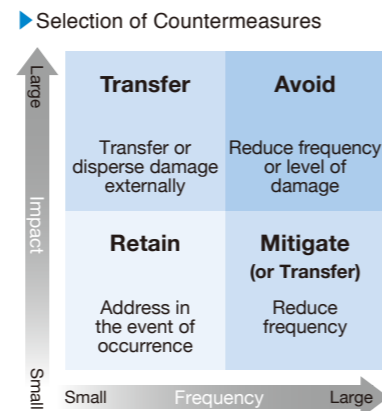 Selection of Countermeasures
Large
Impact
Small
Transfer
Transfer or
disperse damage
externally
Avoid
Reduce frequency
or level of
damage
Retain
Address in
the event of
occurrence
Mitigate
(or Transfer)
Reduce
frequency
Small
Frequency
Large